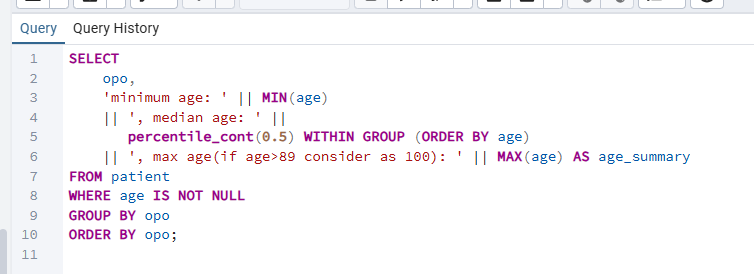 Query Query History
1 SELECT
2 opo,
3 'minimum age: ' || MIN(age)
4 || ', median age: ' ||
5 percentile_cont(0.5) WITHIN GROUP (ORDER BY age)
6 || ', max age(if age>89 consider as 100): ' || MAX(age) AS age_summary
7 FROM patient
8 WHERE age IS NOT NULL
9 GROUP BY opo
10 ORDER BY opo;
11